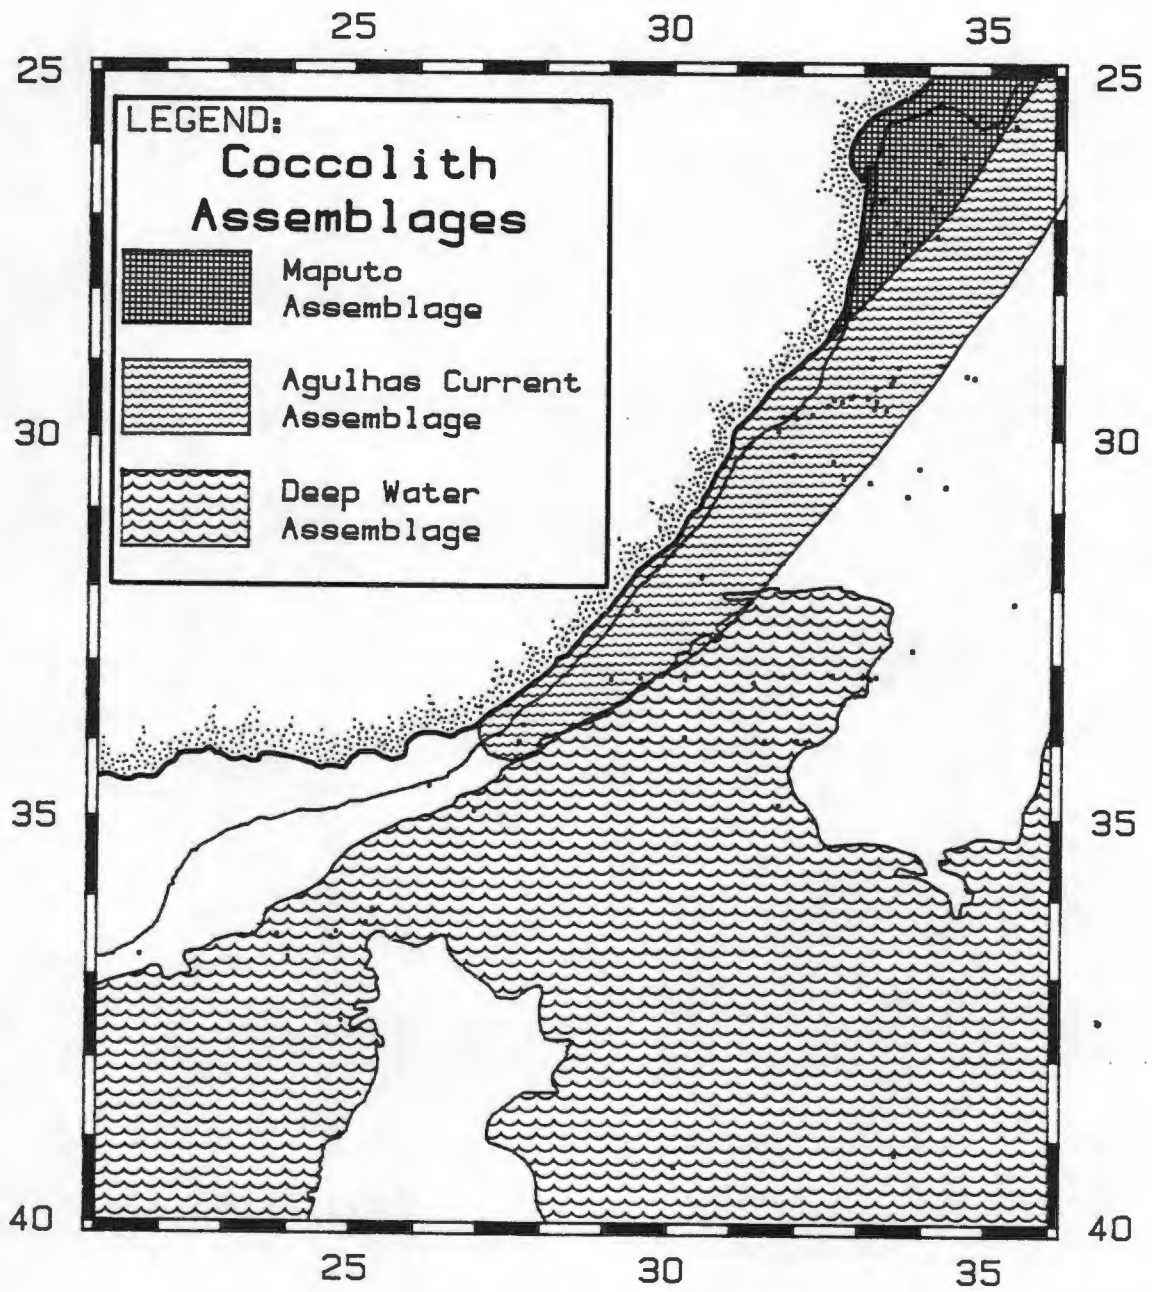 25 30 35
25 25
LEGEND:
Coccolith
Assemblages
Maputo
Assemblage
Agulhas Current
Assemblage
30 30
Deep Water
Assemblage
35 35
40 40
25 30 35